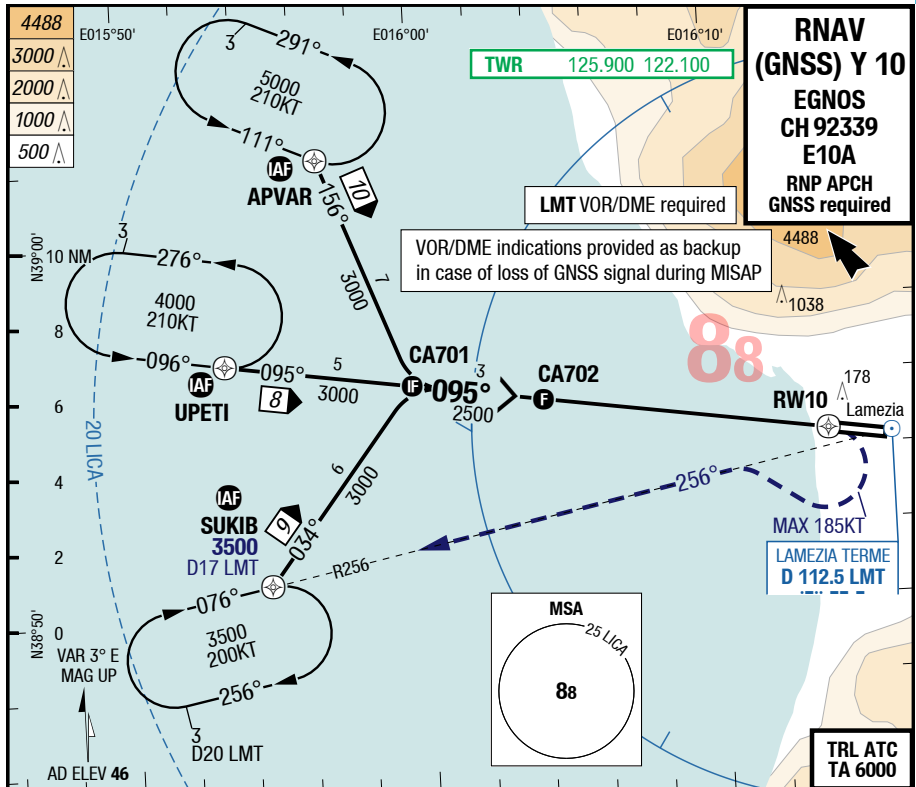 4488
3000
2000
1000
500
E015°50'
E016°00'
E016°10'
TWR 125.900 122.100
RNAV
(GNSS) Y 10
EGNOS
CH 92339
E10A
RNP APCH
GNSS required
3
291°
5000
210KT
111°
IAF
APVAR
156°
10
7
3000
LMT VOR/DME required
VOR/DME indications provided as backup
in case of loss of GNSS signal during MISAP
4488
1038
88
178
N39°00'
10 NM
8
6
4
2
0
N38°50'
3
276°
4000
210KT
096°
IAF
UPETI
095°
5
3000
8
CA701
IF
095°
3
2500
CA702
F
RW10
Lamezia
20 LICA
6
3000
IAF
SUKIB
3500
D17 LMT
9
034°
R256
256°
MAX 185KT
LAMEZIA TERME
D 112.5 LMT
076°
3500
200KT
256°
3
D20 LMT
MSA
25 LICA
88
VAR 3° E
MAG UP
AD ELEV 46
TRL ATC
TA 6000